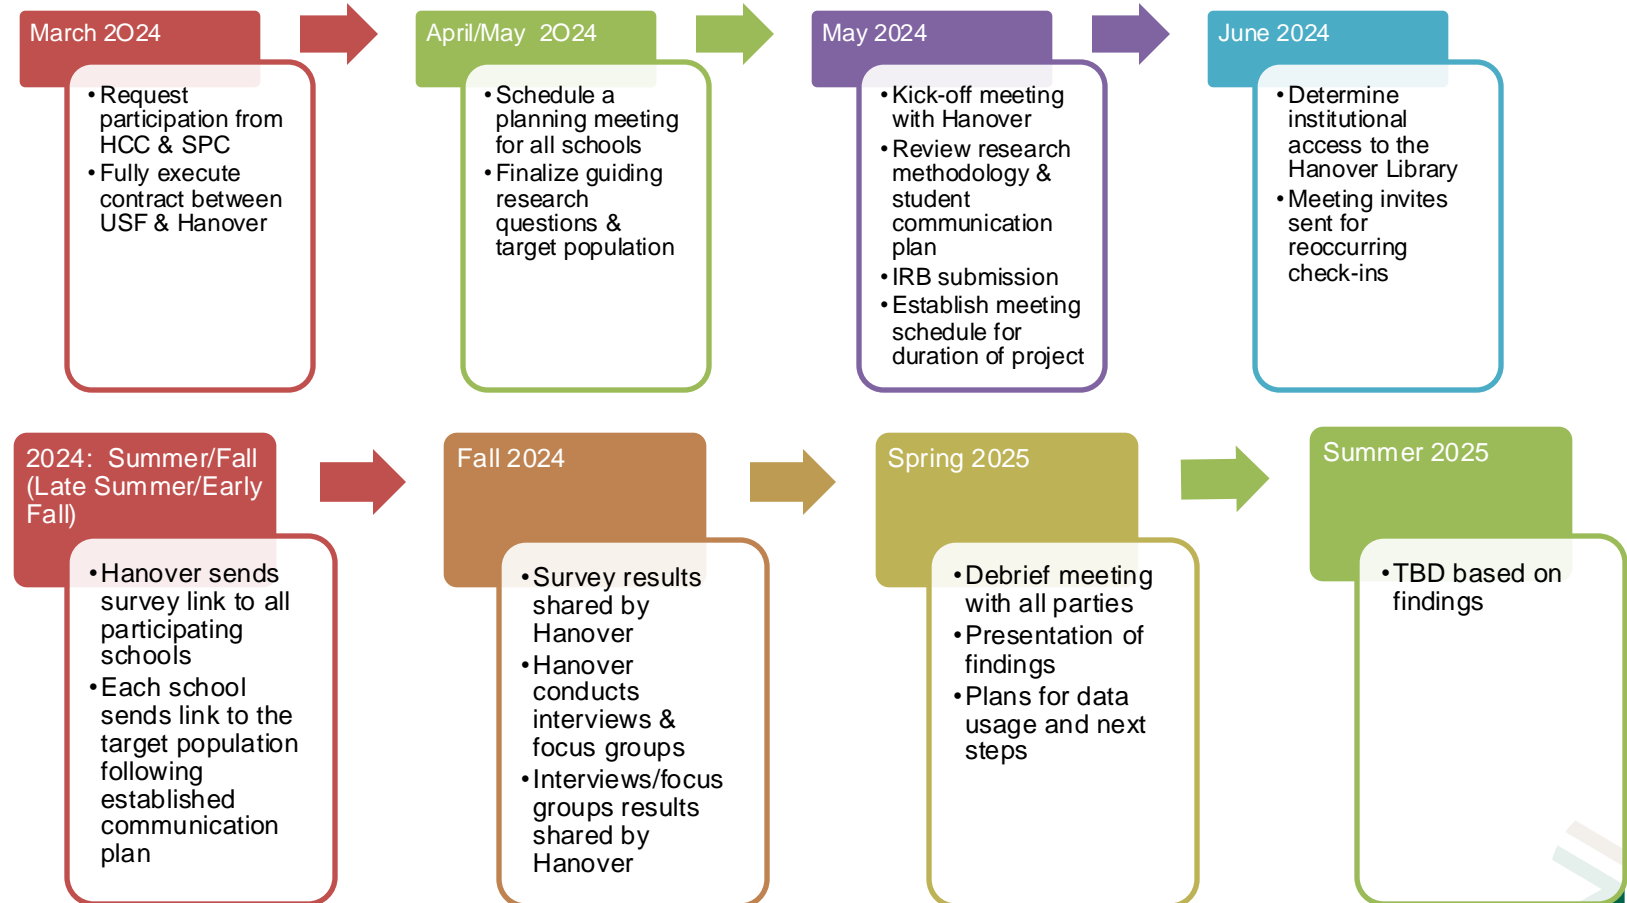 March 2O24
• Request
participation from
HCC & SPC
• Fully execute
contract between
USF & Hanover
April/May 2O24
• Schedule a
planning meeting
for all schools
• Finalize guiding
research
questions &
target population
May 2024
• Kick-off meeting
with Hanover
• Review research
methodology &
student
communication
plan
• IRB submission
• Establish meeting
schedule for
duration of project
June 2024
• Determine
institutional
access to the
Hanover Library
• Meeting invites
sent for
reoccurring
check-ins
2024: Summer/Fall
(Late Summer/Early
Fall)
• Hanover sends
survey link to all
participating
schools
• Each school
sends link to the
target population
following
established
communication
plan
Fall 2024
• Survey results
shared by
Hanover
• Hanover
conducts
interviews &
focus groups
• Interviews/focus
groups results
shared by
Hanover
Spring 2025
• Debrief meeting
with all parties
• Presentation of
findings
• Plans for data
usage and next
steps
Summer 2025
• TBD based on
findings